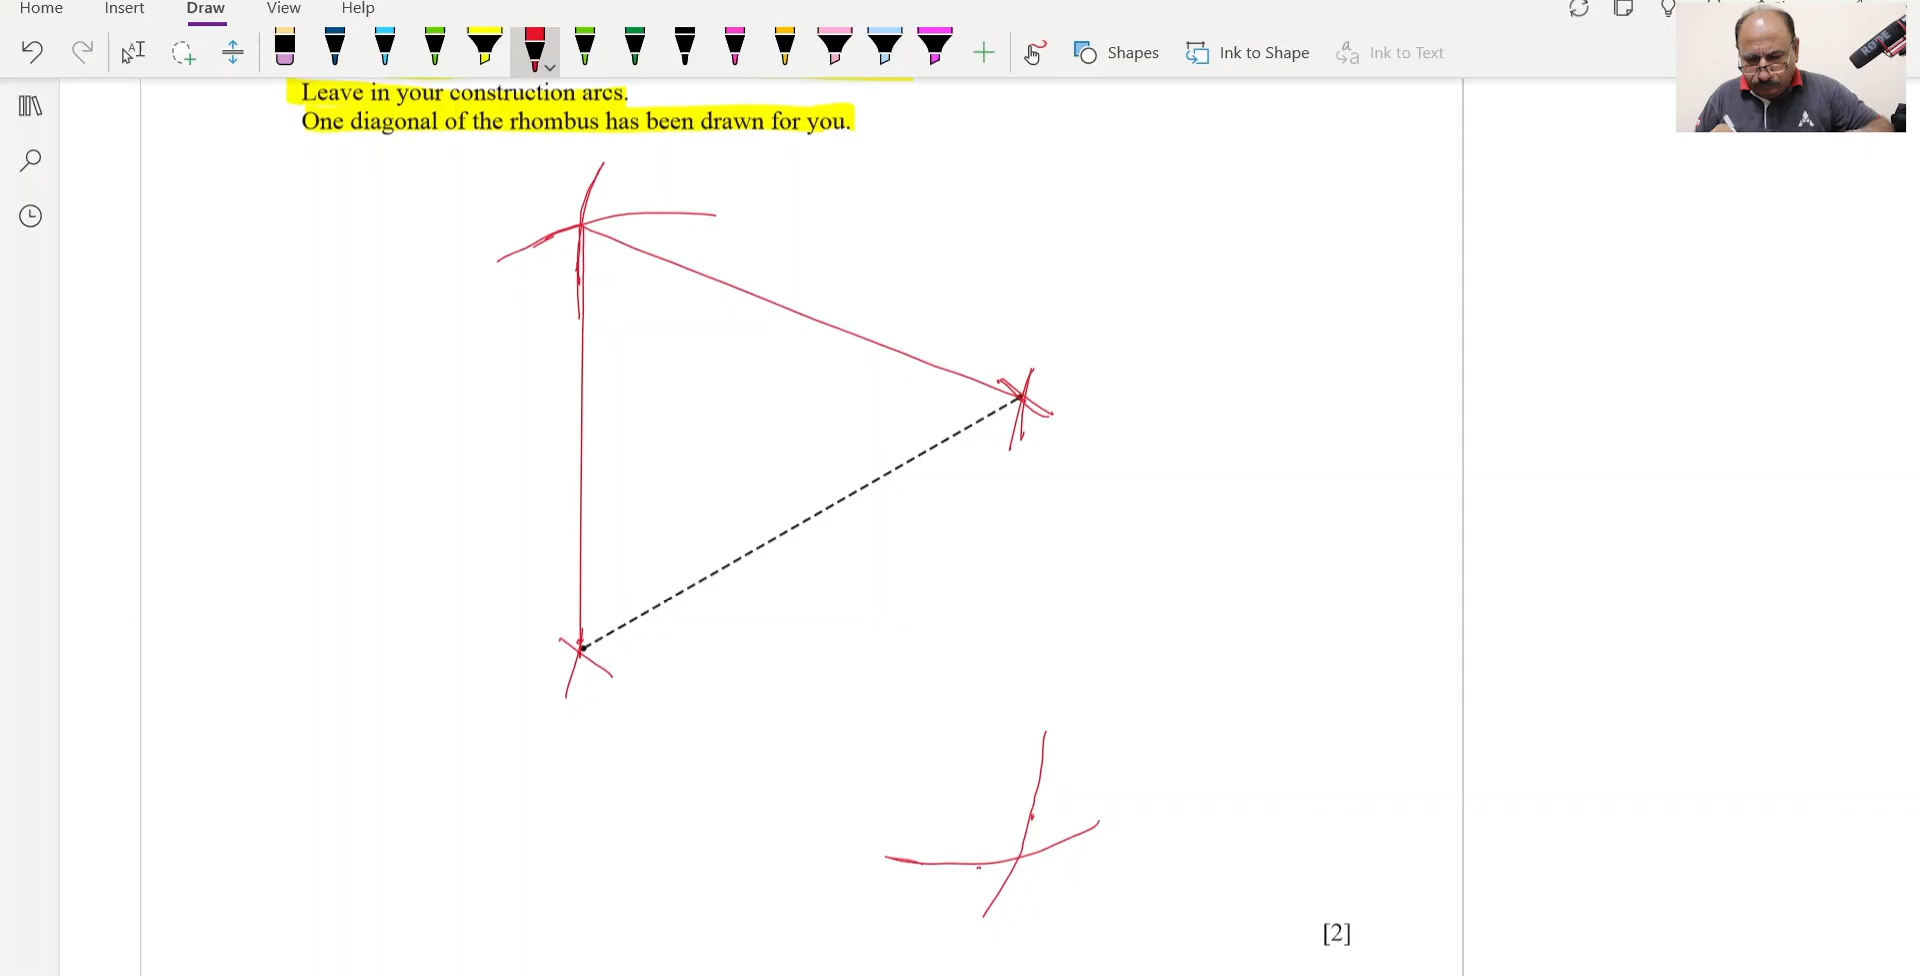 Home Insert Draw View Help
Shapes Ink to Shape Ink to Text
Leave in your construction arcs.
One diagonal of the rhombus has been drawn for you.
[2]
RØDE